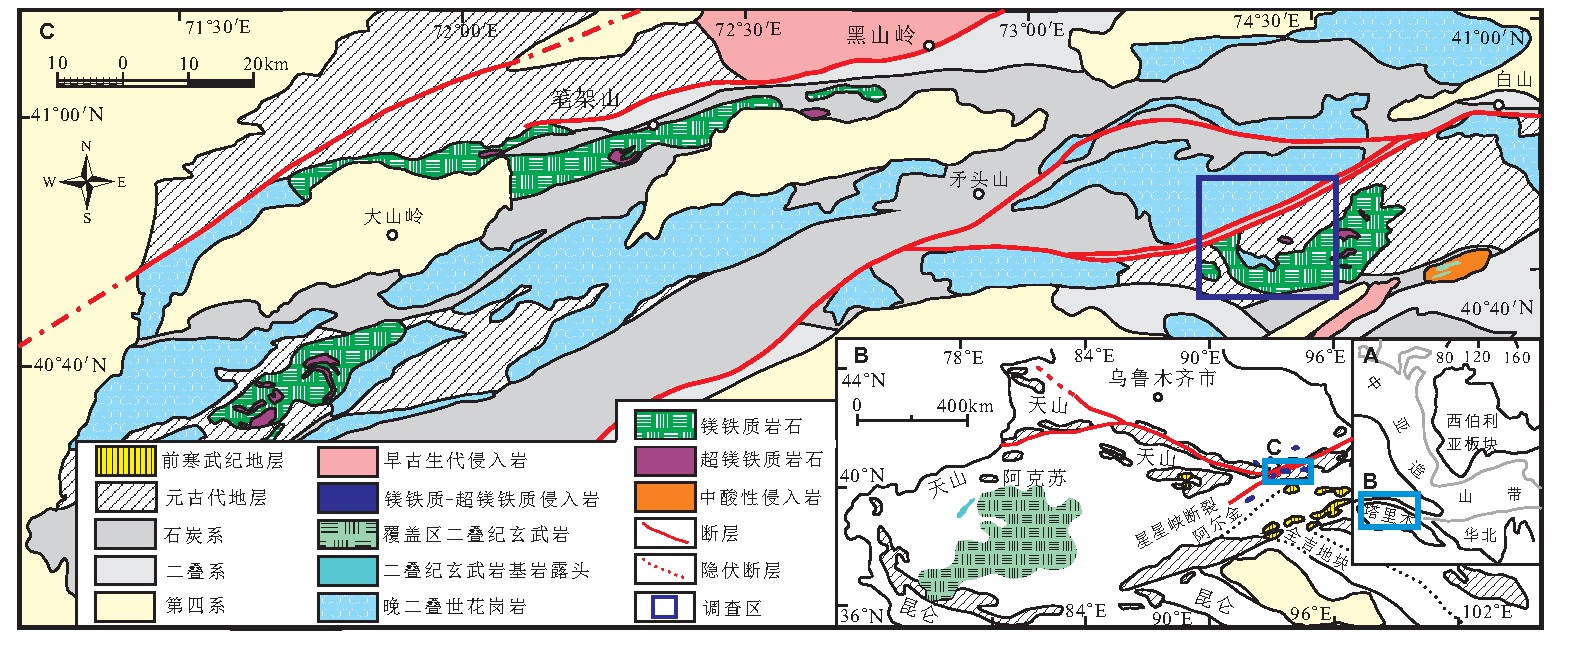 C
71°30′E
72°00′E
72°30′E
73°00′E
74°30′E
41°00′N
10 0 10 20km
黑山岭
白山
笔架山
41°00′N
N
W E
S
大山岭
矛头山
40°40′N
40°40′N
镁铁质岩石
前寒武纪地层
早古生代侵入岩
超镁铁质岩石
元古代地层
镁铁质-超镁铁质侵入岩
中酸性侵入岩
石炭系
覆盖区二叠纪玄武岩
断层
二叠系
二叠纪玄武岩基岩露头
隐伏断层
第四系
晚二叠世花岗岩
调查区
B
78°E
84°E
90°E
96°E
44°N
0 400km
乌鲁木齐市
天山
天山
天山
阿克苏
C
40°N
星星峡断裂
阿尔金
全吉地块
昆仑
昆仑
36°N
84°E
90°E
96°E
102°E
A
80 120 160
中
亚
造
山
带
西伯利
亚板块
B
塔里木
华北